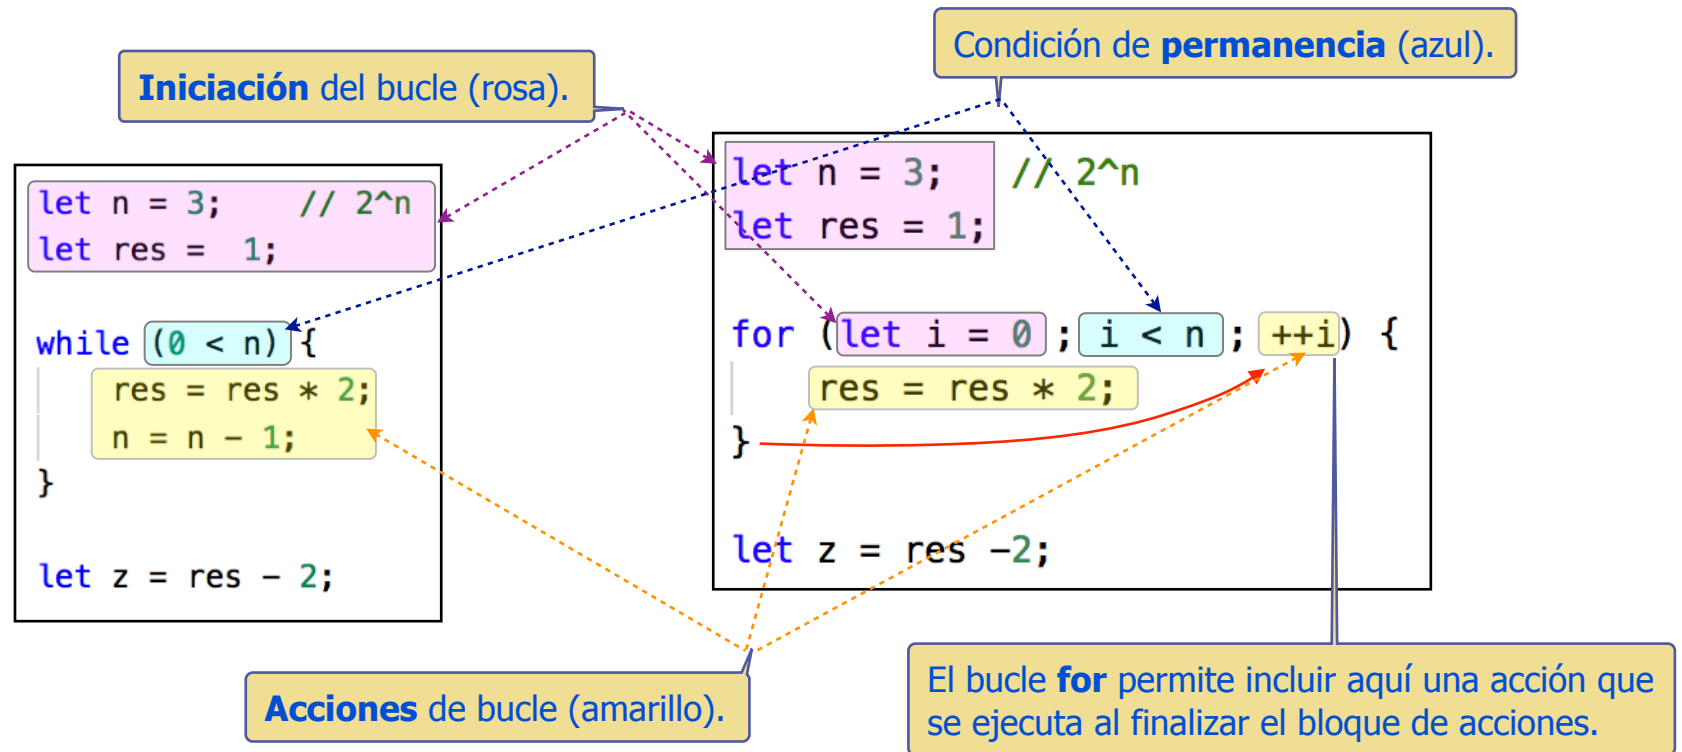 Condición de permanencia (azul).
Iniciación del bucle (rosa).
let n = 3;    // 2^n
let res =  1;
while (0 < n) {
res = res * 2;
n = n – 1;
}
let z = res – 2;
let n = 3;   // 2^n
let res = 1;
for (let i = 0 ; i < n ; ++i) {
res = res * 2;
}
let z = res –2;
Acciones de bucle (amarillo).
El bucle for permite incluir aquí una acción que
se ejecuta al finalizar el bloque de acciones.